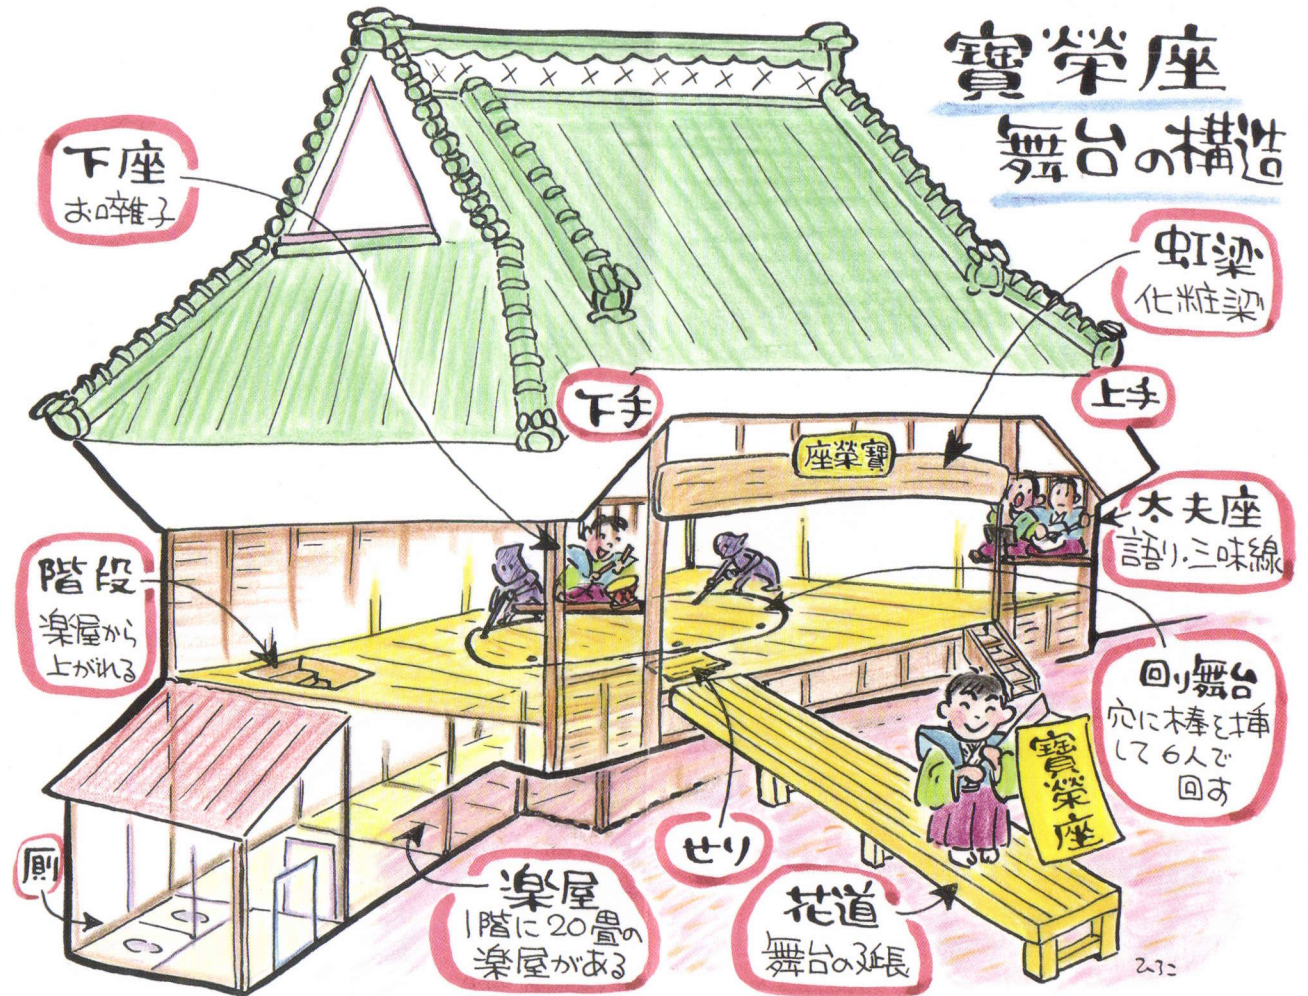 寶榮座
舞台の構造
下座
お囃子
虹梁
化粧梁
下手
上手
座榮寶
太夫座
語り・三味線
階段
楽屋から
上がれる
回り舞台
穴に棒を挿
して6人で
回す
寶榮座
厠
せり
楽屋
1階に20畳の
楽屋がある
花道
舞台の延長
ひろこ